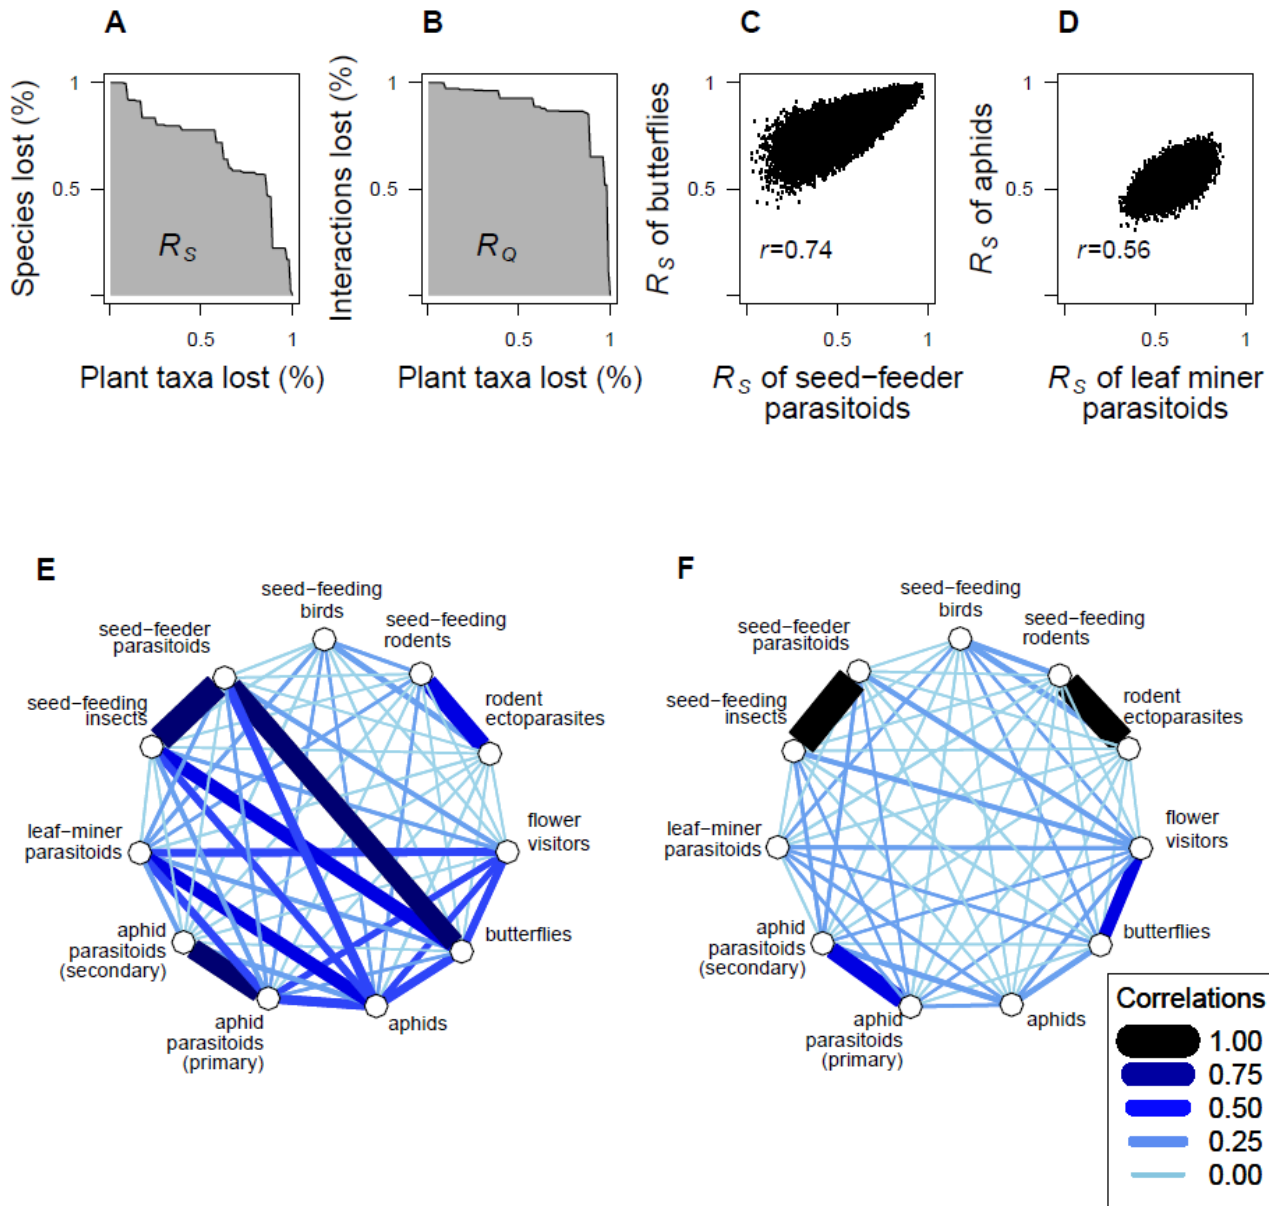 A
B
C
D
Species lost (%)
1
0.5
R_S
0.5
1
Plant taxa lost (%)
Interactions lost (%)
1
0.5
R_Q
0.5
1
Plant taxa lost (%)
R_S of butterflies
1
0.5
r=0.74
0.5
1
R_S of seed−feeder
parasitoids
R_S of aphids
1
0.5
r=0.56
0.5
1
R_S of leaf miner
parasitoids
E
seed−feeding
birds
seed−feeding
rodents
rodent
ectoparasites
flower
visitors
butterflies
aphids
aphid
parasitoids
(primary)
aphid
parasitoids
(secondary)
leaf−miner
parasitoids
seed−feeding
insects
seed−feeder
parasitoids
F
seed−feeding
birds
seed−feeding
rodents
rodent
ectoparasites
flower
visitors
butterflies
aphids
aphid
parasitoids
(primary)
aphid
parasitoids
(secondary)
leaf−miner
parasitoids
seed−feeding
insects
seed−feeder
parasitoids
Correlations
1.00
0.75
0.50
0.25
0.00